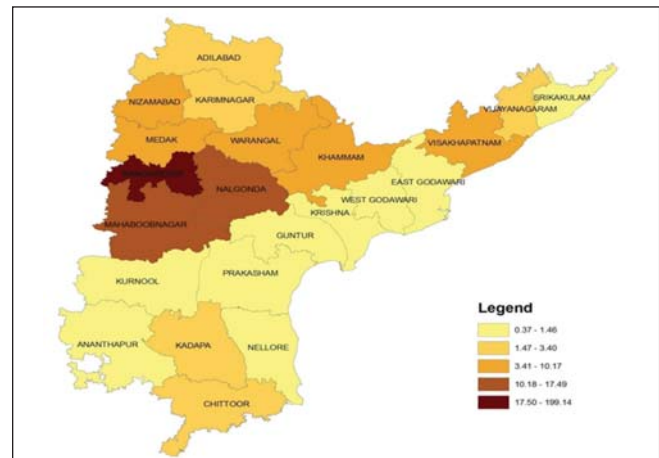 ADILABAD
NIZAMABAD
KARIMNAGAR
SRIKAKULAM
VIJAYANAGARAM
MEDAK
WARANGAL
VISAKHAPATNAM
KHAMMAM
NALGONDA
EAST GODAWARI
WEST GODAWARI
KRISHNA
MAHABOOBNAGAR
GUNTUR
KURNOOL
PRAKASHAM
ANANTHAPUR
KADAPA
NELLORE
CHITTOOR
Legend
0.37 - 1.46
1.47 - 3.40
3.41 - 10.17
10.18 - 17.49
17.50 - 199.14